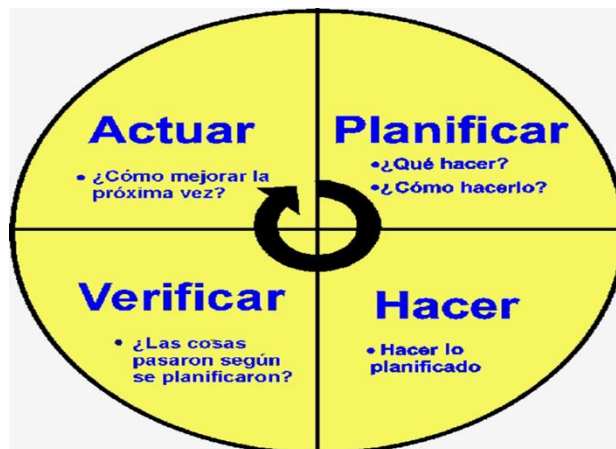 Actuar
• ¿Cómo mejorar la
próxima vez?
Planificar
•¿Qué hacer?
•¿Cómo hacerlo?
Verificar
• ¿Las cosas
pasaron según
se planificaron?
Hacer
• Hacer lo
planificado